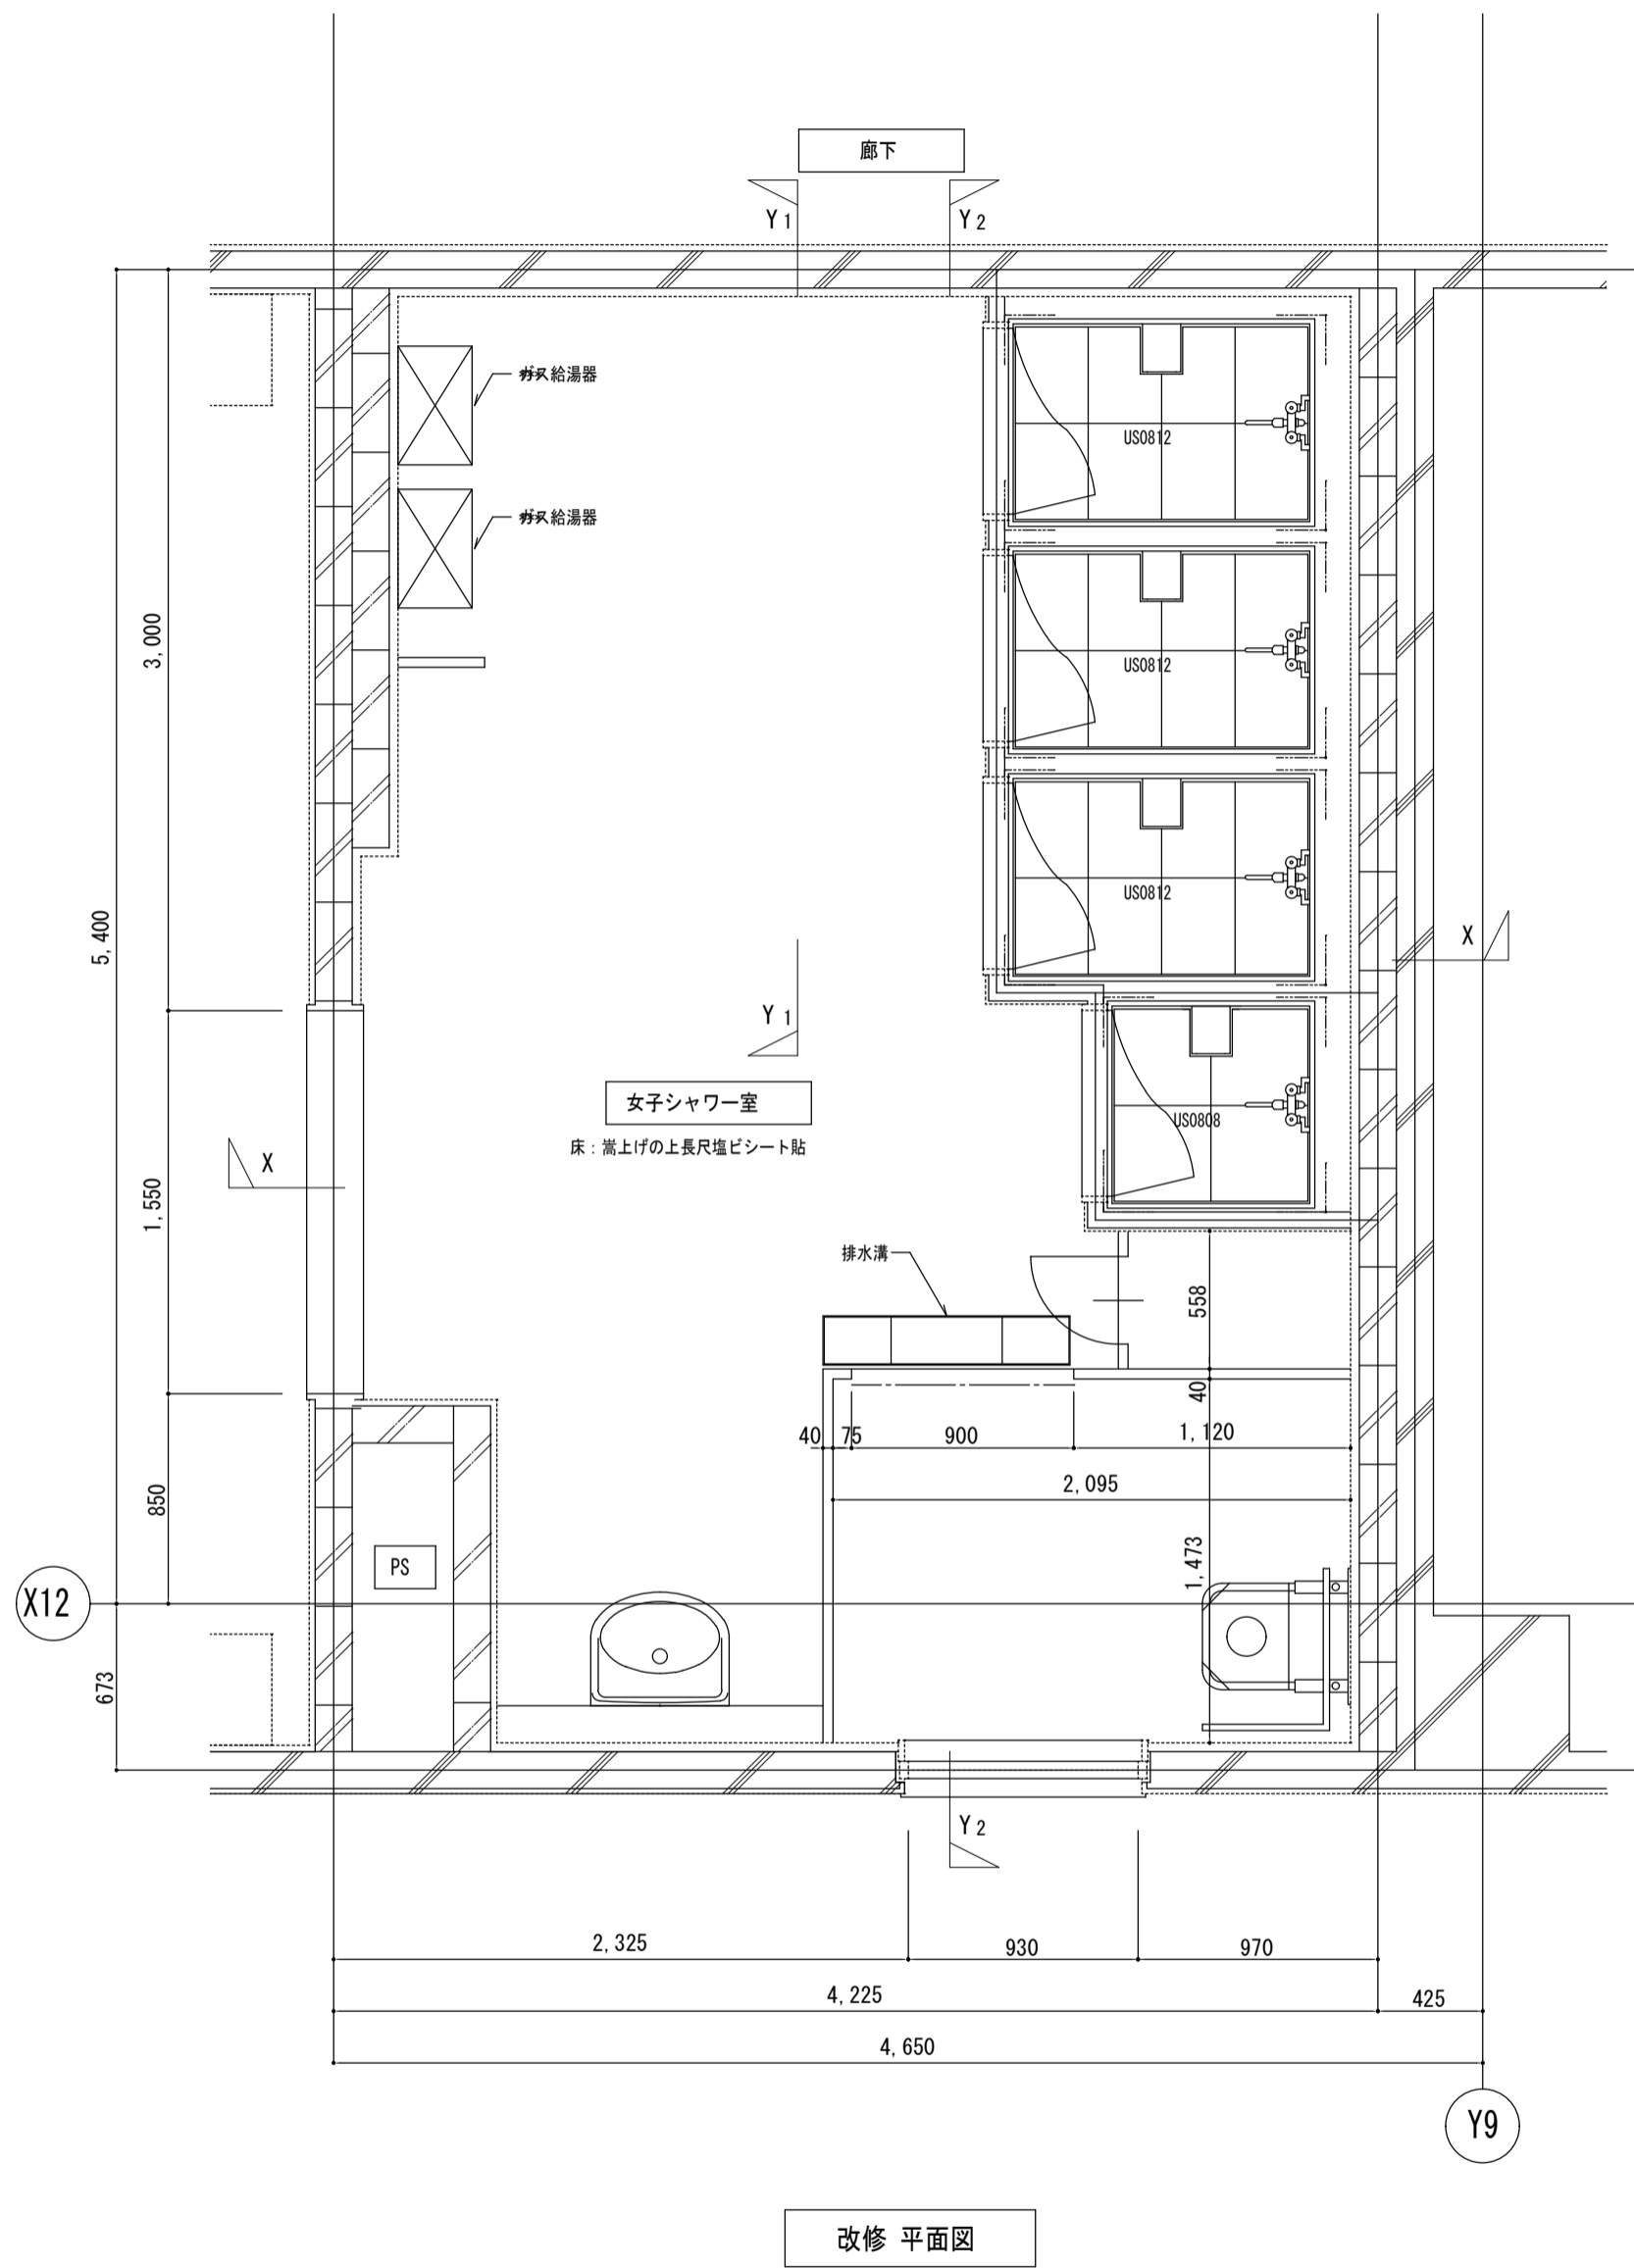 廊下
Y1
Y2
ガス給湯器
US0812
ガス給湯器
3,000
US0812
US0812
5,400
X
Y1
女子シャワー室
US0808
床：嵩上げの上長尺塩ビシート貼
X
1,550
排水溝
558
40
40
75
900
1,120
2,095
850
1,473
PS
X12
673
Y2
2,325
930
970
4,225
425
4,650
Y9
改修 平面図